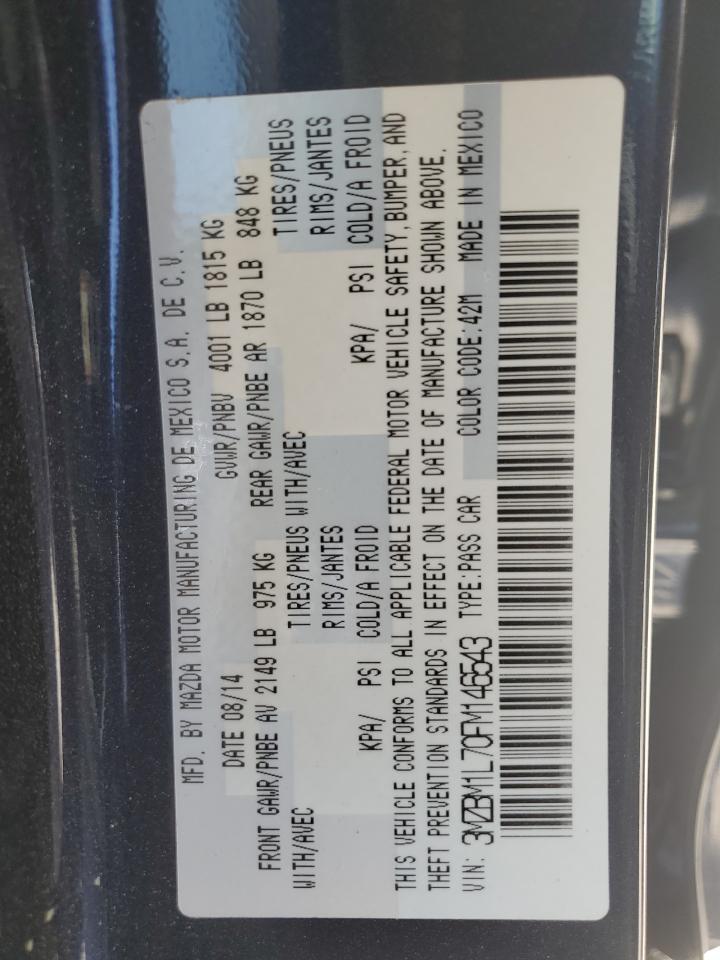 MFD. BY MAZDA MOTOR MANUFACTURING DE MEXICO S.A. DE C.V.
DATE 08/14 GVWR/PNBV 4001 LB 1815 KG
FRONT GAWR/PNBE AV 2149 LB 975 KG REAR GAWR/PNBE AR 1870 LB 848 KG
WITH/AVEC TIRES/PNEUS WITH/AVEC TIRES/PNEUS
RIMS/JANTES RIMS/JANTES
KPA/ PSI COLD/A FROID KPA/ PSI COLD/A FROID
THIS VEHICLE CONFORMS TO ALL APPLICABLE FEDERAL MOTOR VEHICLE SAFETY, BUMPER, AND
THEFT PREVENTION STANDARDS IN EFFECT ON THE DATE OF MANUFACTURE SHOWN ABOVE.
VIN: 3MZBM1L70FM146543 TYPE:PASS CAR COLOR CODE:42M MADE IN MEXICO